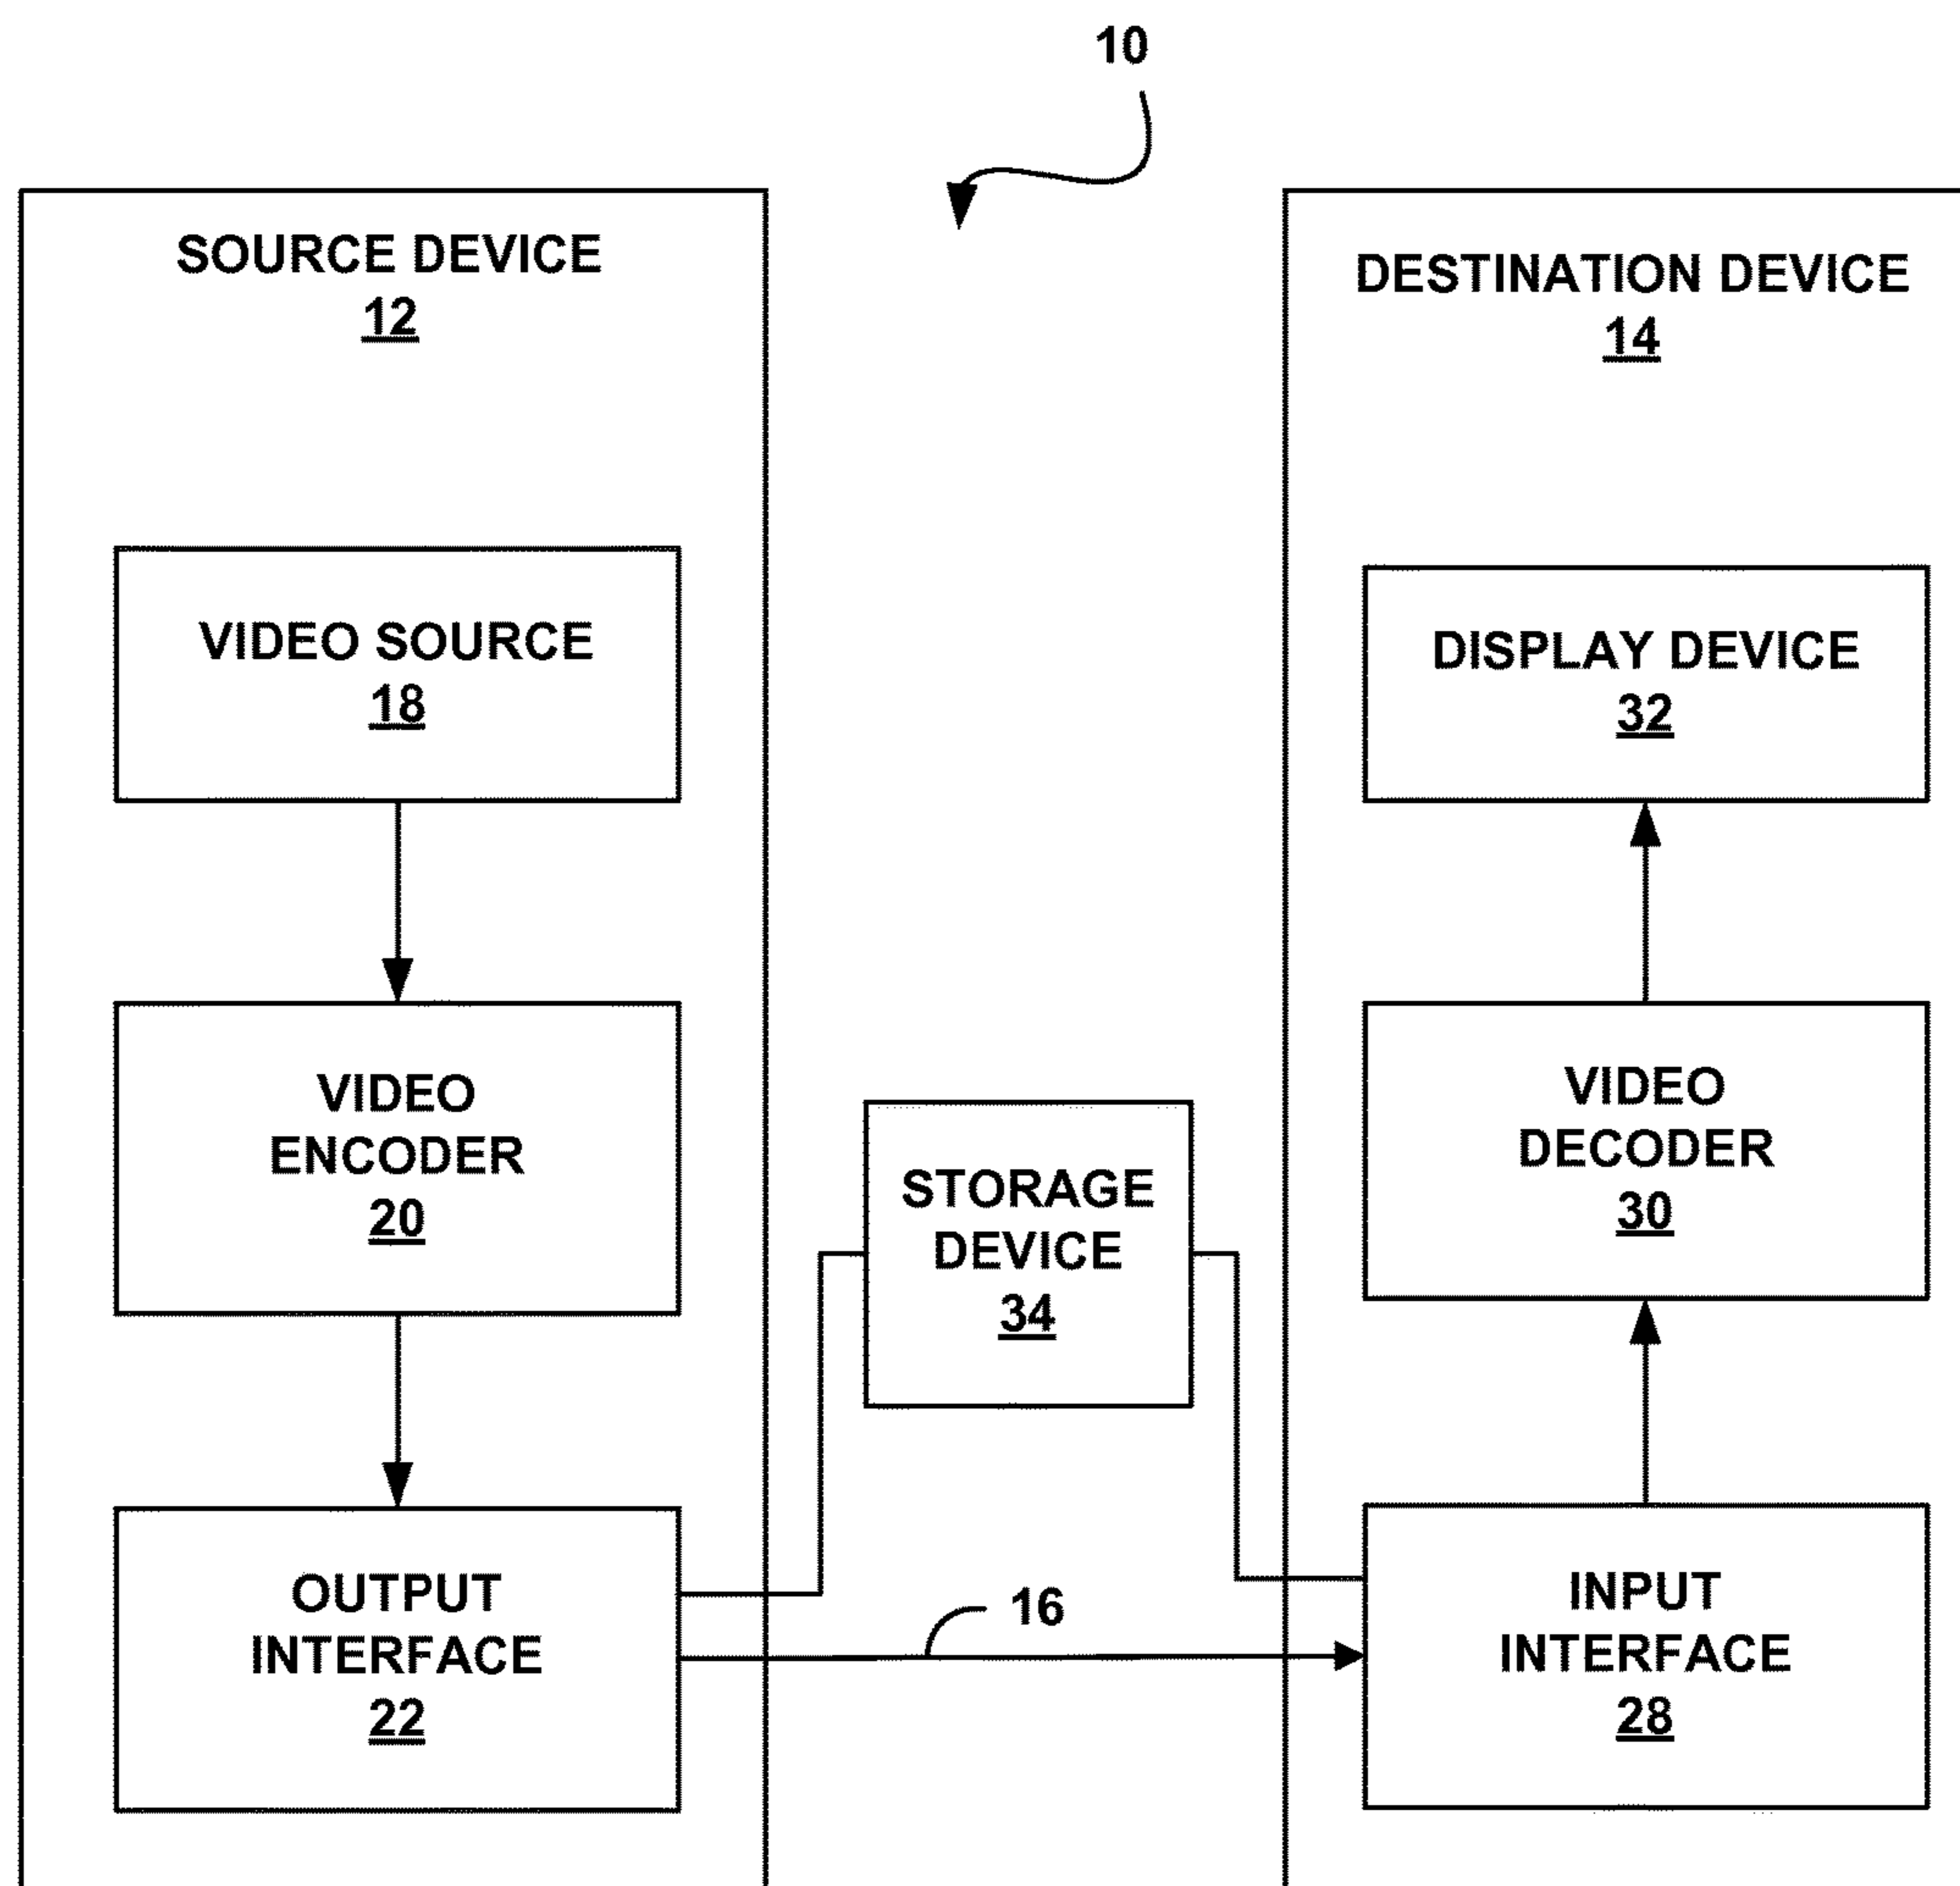 10
SOURCE DEVICE
12
VIDEO SOURCE
18
VIDEO
ENCODER
20
OUTPUT
INTERFACE
22
STORAGE
DEVICE
34
16
DESTINATION DEVICE
14
DISPLAY DEVICE
32
VIDEO
DECODER
30
INPUT
INTERFACE
28